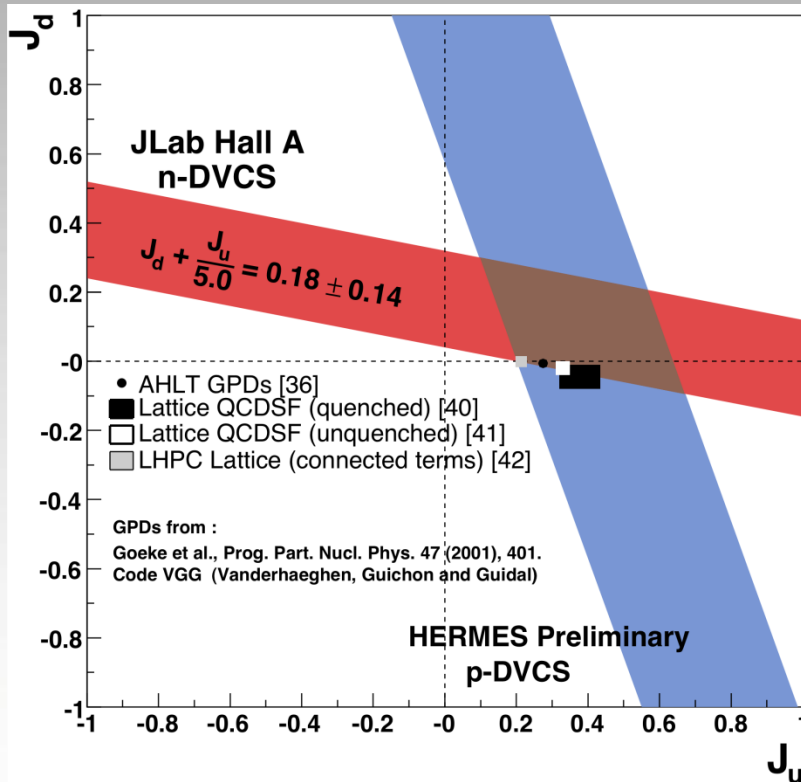 J_d
1
0.8
0.6
0.4
0.2
-0
-0.2
-0.4
-0.6
-0.8
-1
JLab Hall A
n-DVCS
J_d + J_u/5.0 = 0.18 ± 0.14
AHLT GPDs [36]
Lattice QCDSF (quenched) [40]
Lattice QCDSF (unquenched) [41]
LHPC Lattice (connected terms) [42]
GPDs from :
Goeke et al., Prog. Part. Nucl. Phys. 47 (2001), 401.
Code VGG (Vanderhaeghen, Guichon and Guidal)
HERMES Preliminary
p-DVCS
-1 -0.8 -0.6 -0.4 -0.2 -0 0.2 0.4 0.6 0.8
J_u